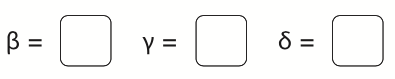 β = γ = δ =